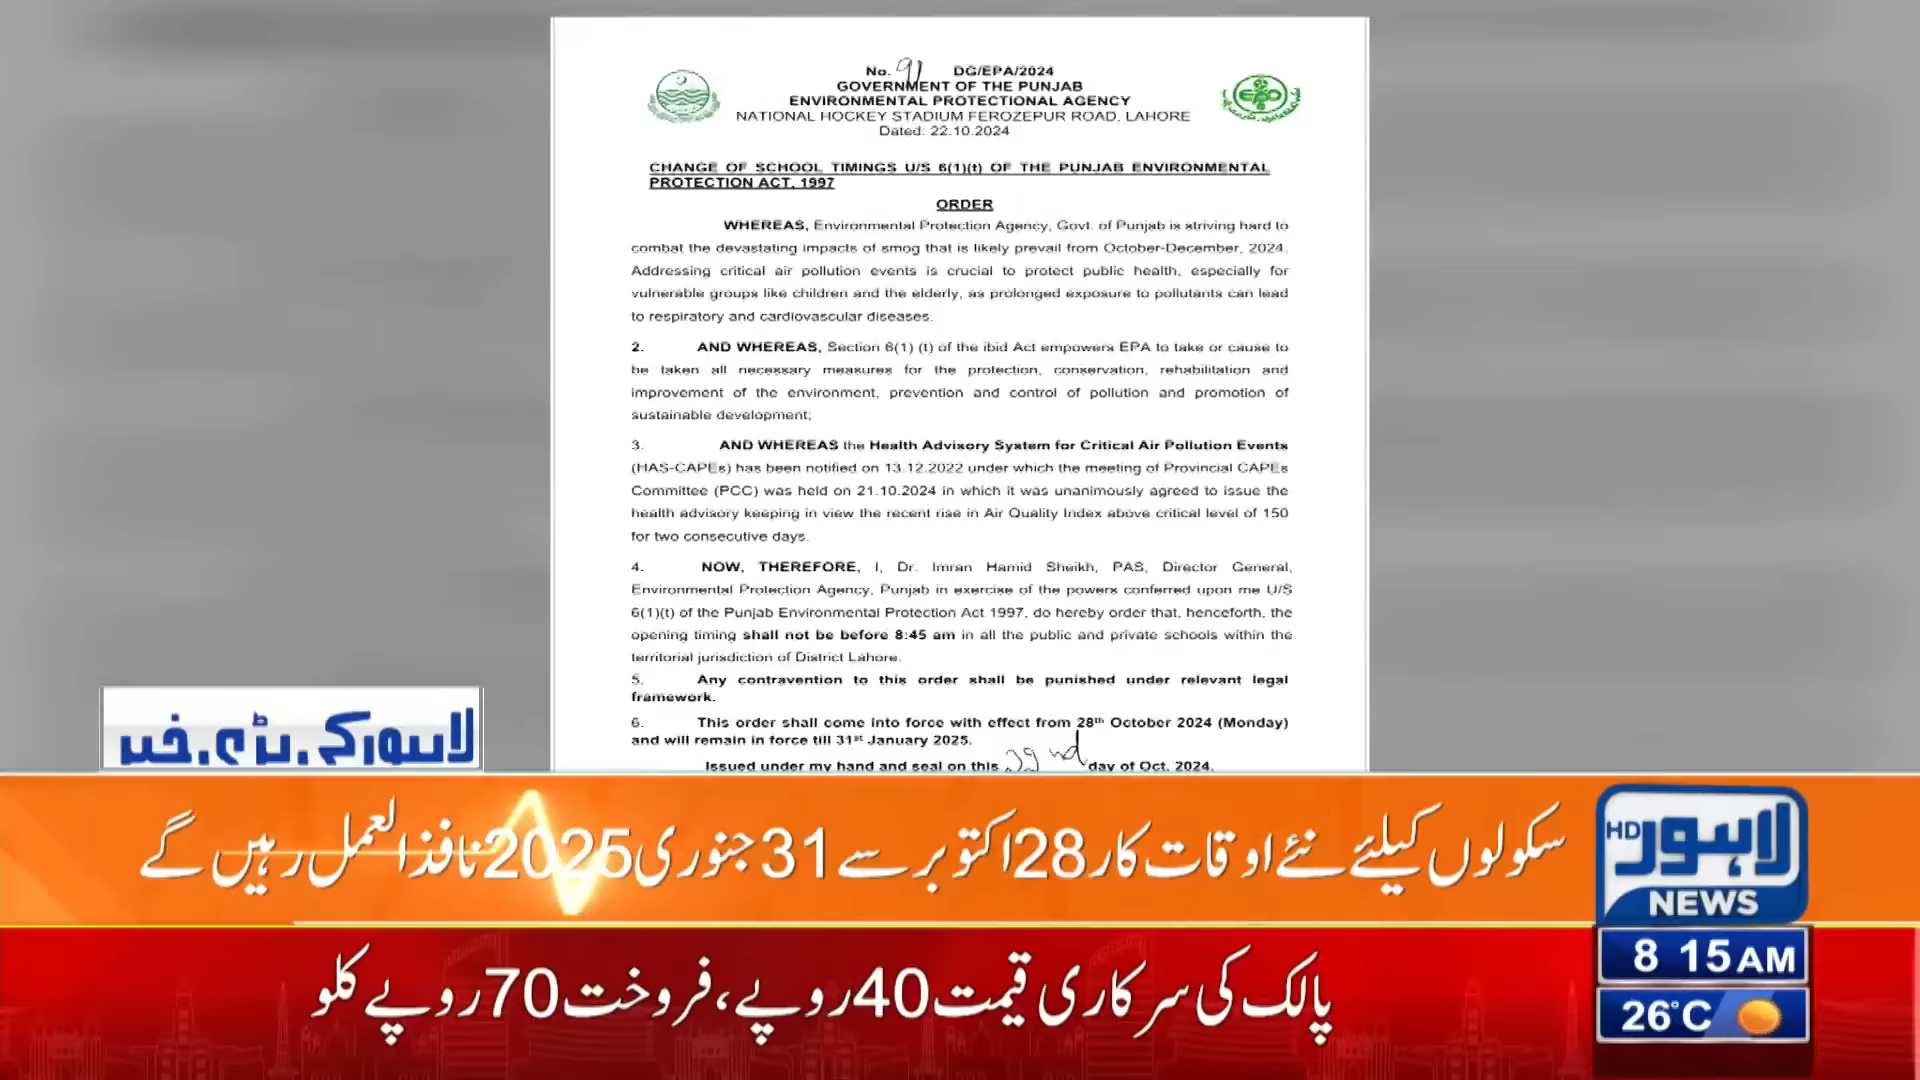 No. 91 DG/EPA/2024
GOVERNMENT OF THE PUNJAB
ENVIRONMENTAL PROTECTIONAL AGENCY
NATIONAL HOCKEY STADIUM FEROZEPUR ROAD, LAHORE
Dated: 22.10.2024
CHANGE OF SCHOOL TIMINGS U/S 6(1)(t) OF THE PUNJAB ENVIRONMENTAL
PROTECTION ACT, 1997
ORDER
WHEREAS, Environmental Protection Agency, Govt. of Punjab is striving hard to
combat the devastating impacts of smog that is likely prevail from October-December, 2024.
Addressing critical air pollution events is crucial to protect public health, especially for
vulnerable groups like children and the elderly, as prolonged exposure to pollutants can lead
to respiratory and cardiovascular diseases.
2. AND WHEREAS, Section 6(1) (t) of the ibid Act empowers EPA to take or cause to
be taken all necessary measures for the protection, conservation, rehabilitation and
improvement of the environment, prevention and control of pollution and promotion of
sustainable development;
3. AND WHEREAS the Health Advisory System for Critical Air Pollution Events
(HAS-CAPEs) has been notified on 13.12.2022 under which the meeting of Provincial CAPEs
Committee (PCC) was held on 21.10.2024 in which it was unanimously agreed to issue the
health advisory keeping in view the recent rise in Air Quality Index above critical level of 150
for two consecutive days.
4. NOW, THEREFORE, I, Dr. Imran Hamid Sheikh, PAS, Director General,
Environmental Protection Agency, Punjab in exercise of the powers conferred upon me U/S
6(1)(t) of the Punjab Environmental Protection Act 1997, do hereby order that, henceforth, the
opening timing shall not be before 8:45 am in all the public and private schools within the
territorial jurisdiction of District Lahore.
5. Any contravention to this order shall be punished under relevant legal
framework.
6. This order shall come into force with effect from 28th October 2024 (Monday)
and will remain in force till 31st January 2025.
Issued under my hand and seal on this 22nd day of Oct. 2024.
لاہور کی بڑی خبر
سکولوں کیلئے نئے اوقات کار 28 اکتوبر سے 31 جنوری 2025 نافذ العمل رہیں گے
لاہور HD
NEWS
پالک کی سرکاری قیمت 40 روپے، فروخت 70 روپے کلو
8 15 AM
26°C